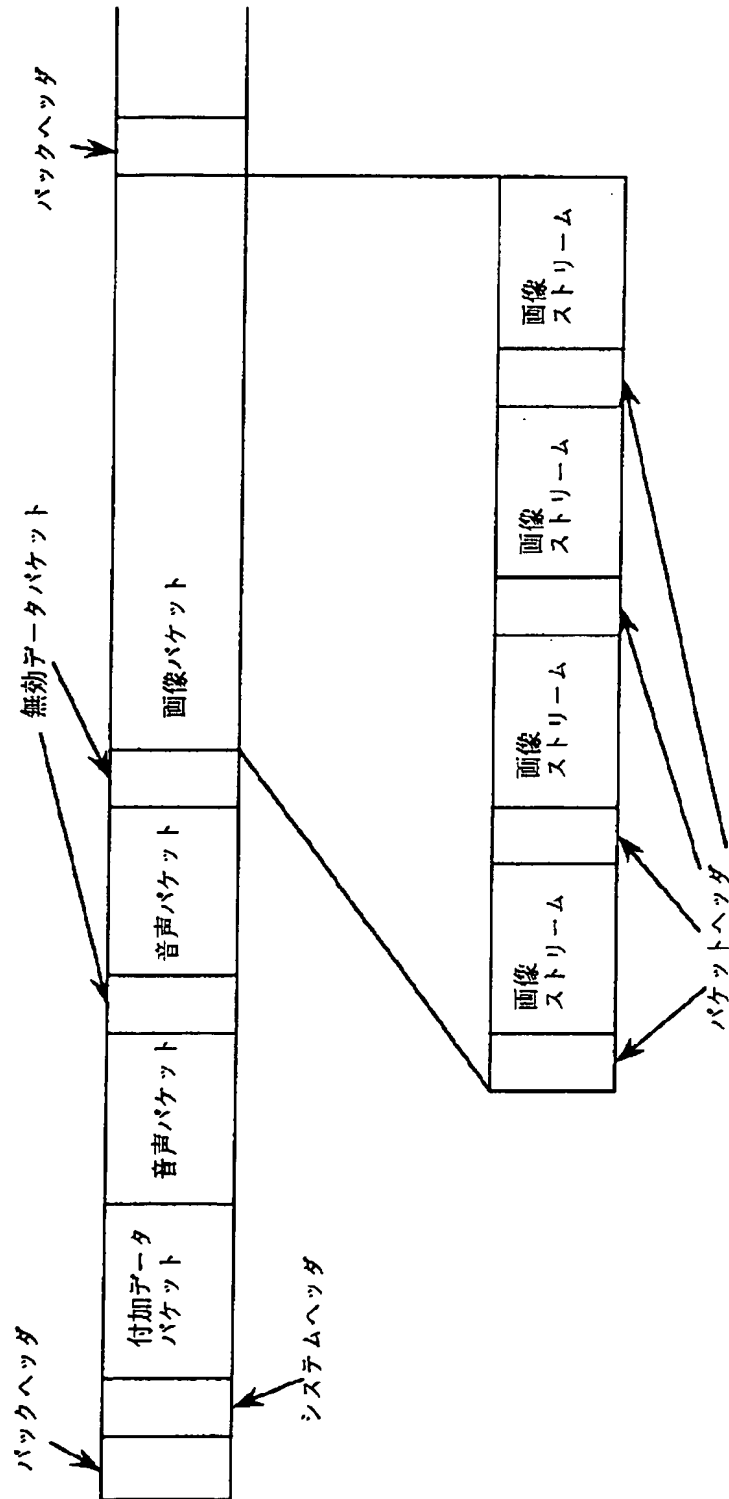 パックヘッダ
無効データパケット
パックヘッダ
付加データ
パケット
音声パケット
音声パケット
画像パケット
システムヘッダ
画像
ストリーム
画像
ストリーム
画像
ストリーム
画像
ストリーム
パケットヘッダ